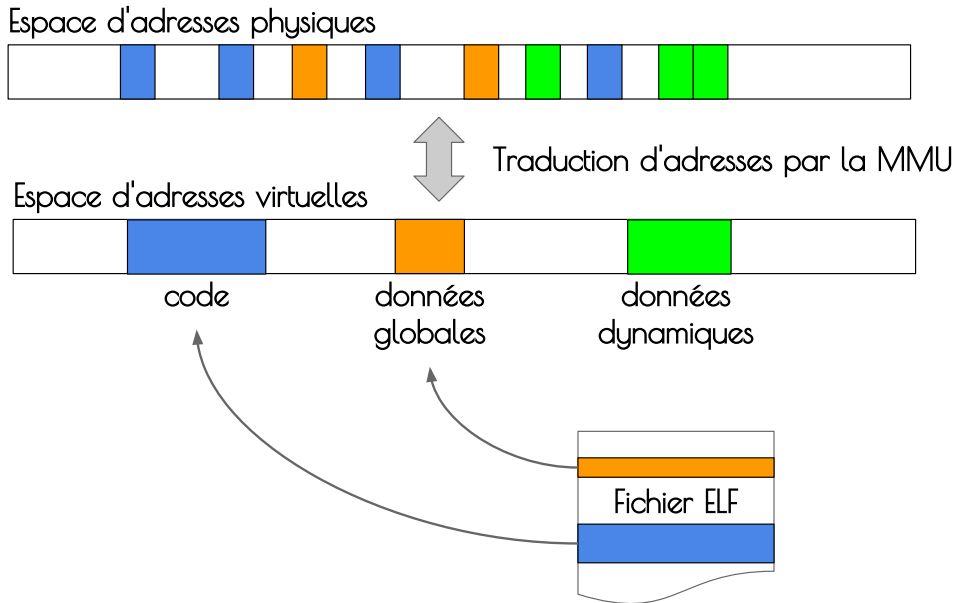 Espace d'adresses physiques
Traduction d'adresses par la MMU
Espace d'adresses virtuelles
code
données
globales
données
dynamiques
Fichier ELF